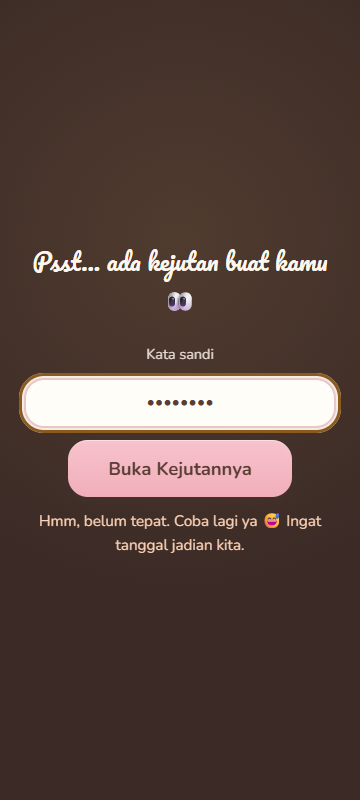 Psst... ada kejutan buat kamu
👀
Kata sandi
••••••••
Buka Kejutannya
Hmm, belum tepat. Coba lagi ya 😅 Ingat
tanggal jadian kita.